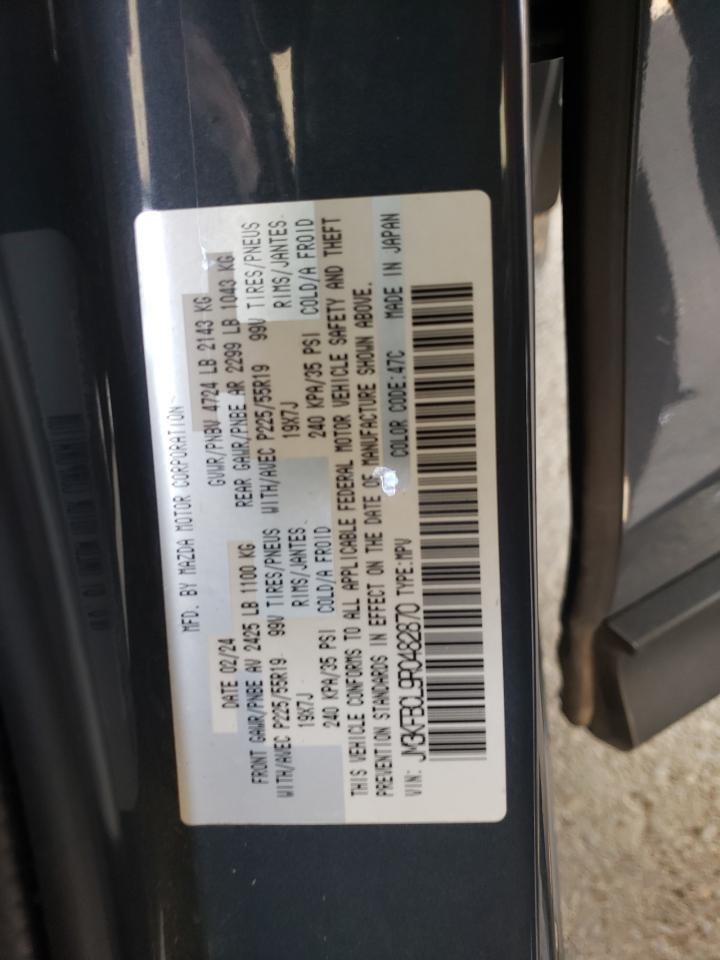 MFD. BY MAZDA MOTOR CORPORATION
DATE 02/24 GVWR/PNBV 4724 LB 2143 KG
FRONT GAWR/PNBE AV 2425 LB 1100 KG REAR GAWR/PNBE AR 2299 LB 1043 KG
WITH/AVEC P225/55R19 99V TIRES/PNEUS WITH/AVEC P225/55R19 99V TIRES/PNEUS
19X7J RIMS/JANTES 19X7J RIMS/JANTES
240 KPA/35 PSI COLD/A FROID 240 KPA/35 PSI COLD/A FROID
THIS VEHICLE CONFORMS TO ALL APPLICABLE FEDERAL MOTOR VEHICLE SAFETY AND THEFT
PREVENTION STANDARDS IN EFFECT ON THE DATE OF MANUFACTURE SHOWN ABOVE.
VIN: JM3KFBCL9R0482870 TYPE:MPV COLOR CODE:47C MADE IN JAPAN